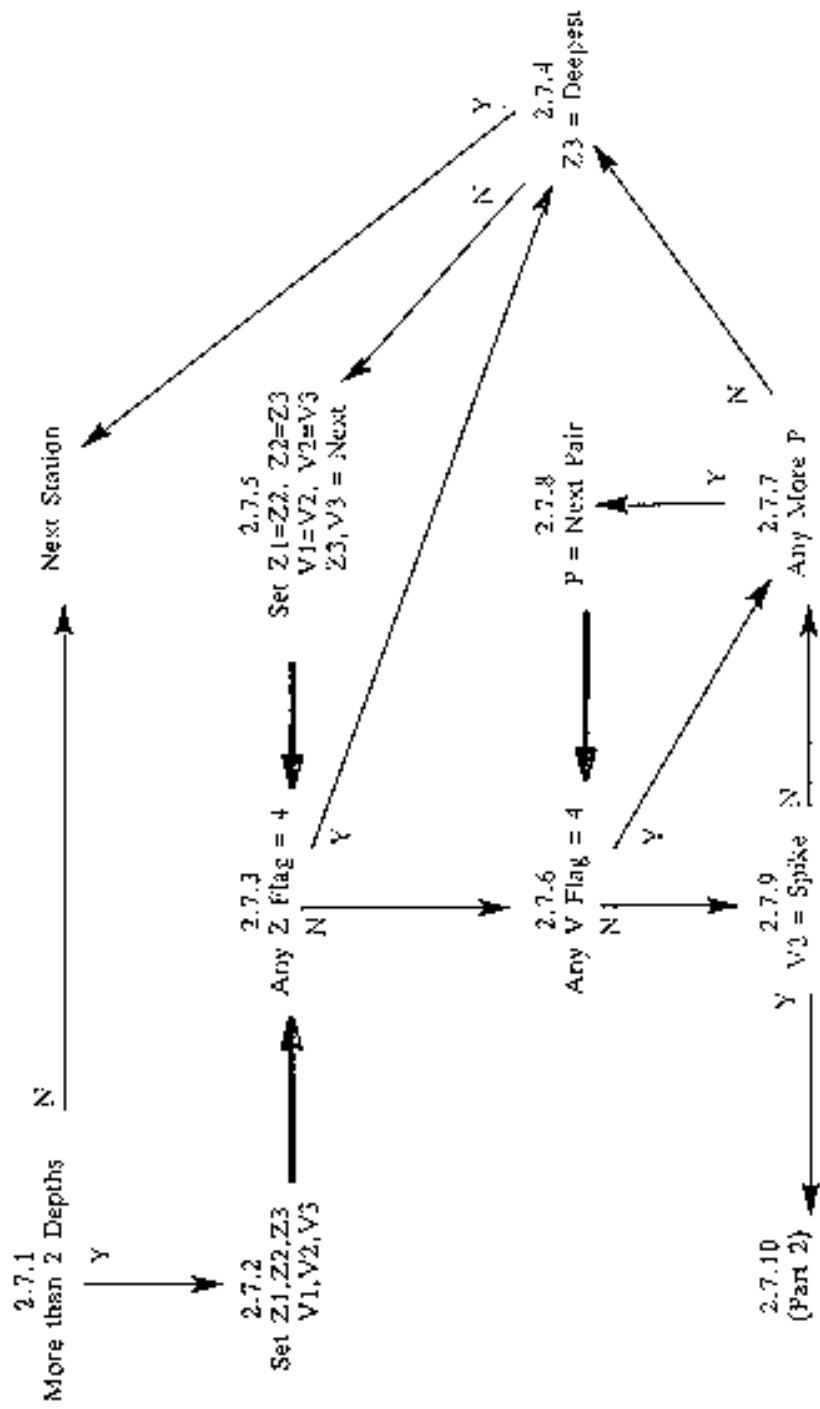 2.7.1
More than 2 Depths
N
Next Station
Y
2.7.2
Set Z1,Z2,Z3
V1,V2,V3
2.7.3
Any Z Flag = 4
N
Y
2.7.5
Set Z1=Z2, Z2=Z3
V1=V2, V2=V3
Z3,V3 = Next
N
Y
2.7.4
Z3 = Deepest
2.7.6
Any V Flag = 4
N
Y
2.7.8
P = Next Pair
Y
2.7.10
(Part 2)
Y
2.7.9
V2 = Spike
N
2.7.7
Any More P
N